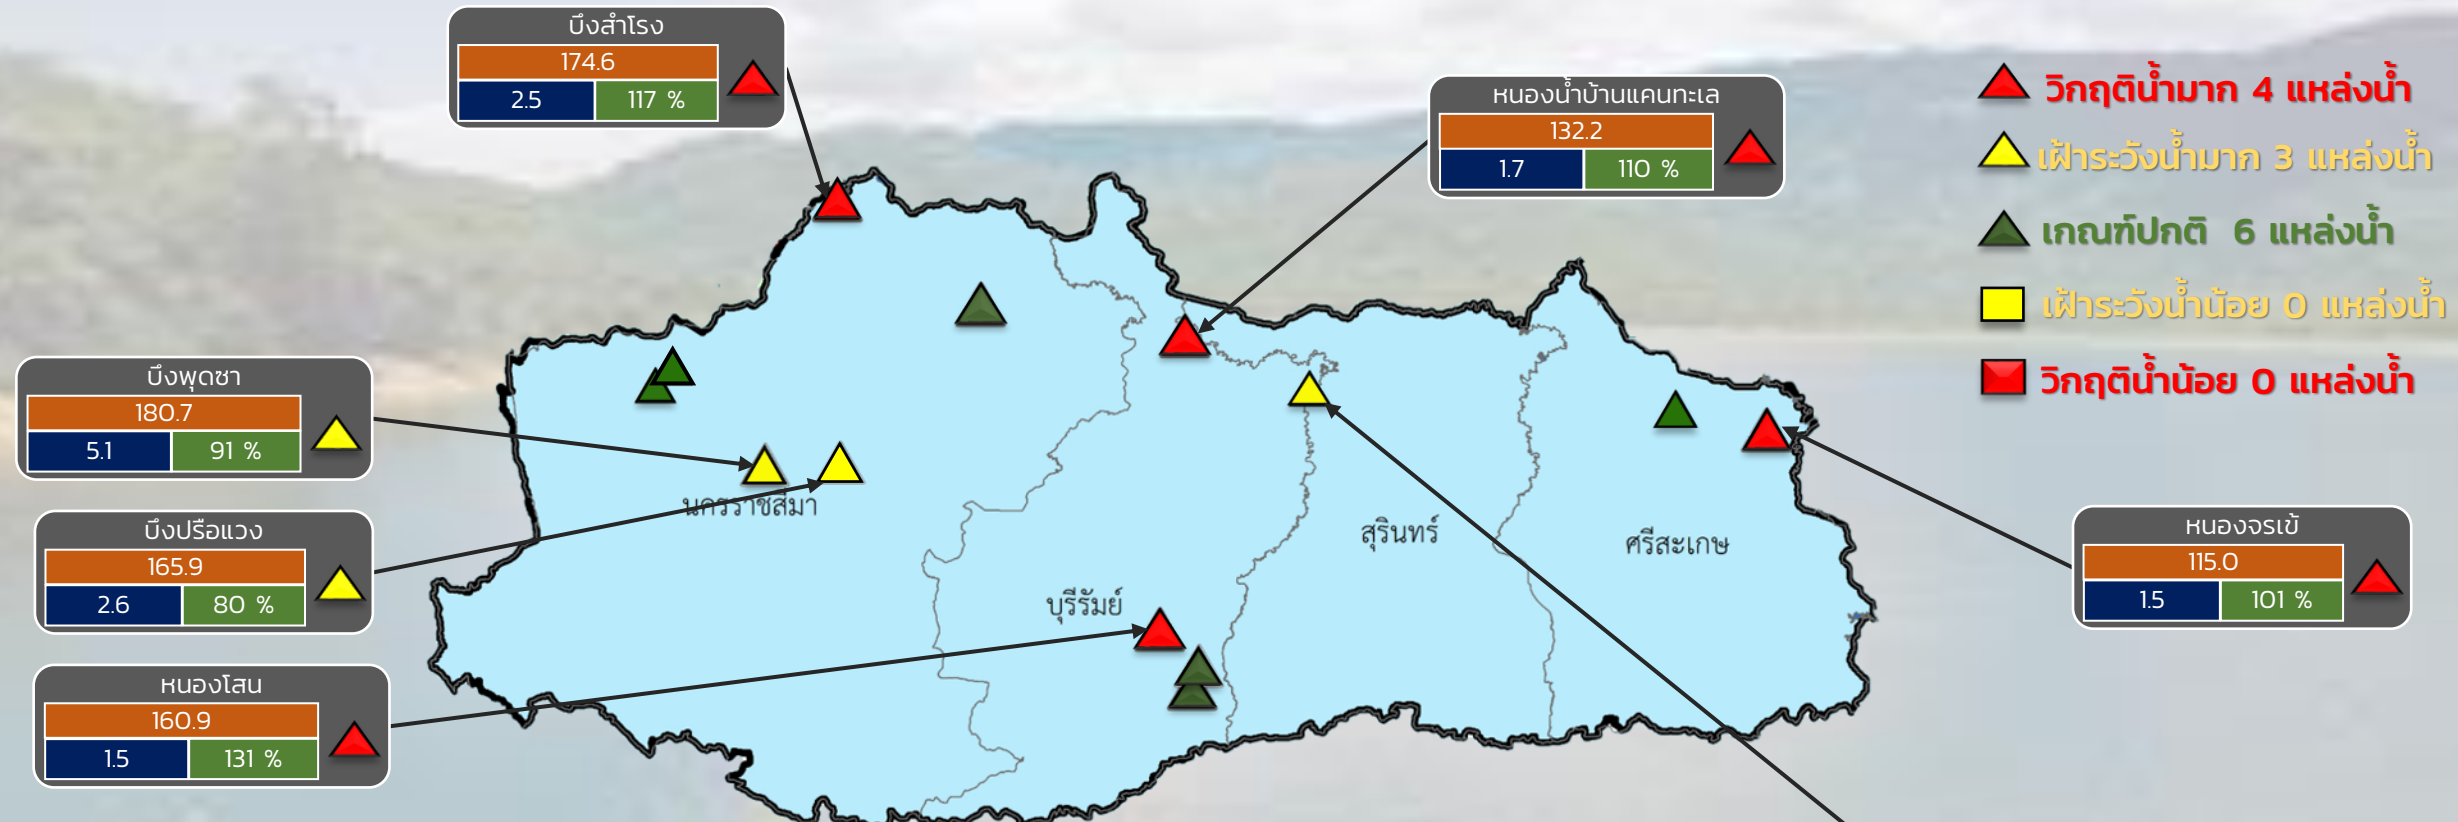 บึงสำโรง
174.6
2.5 117 %
หนองน้ำบ้านแคนทะเล
132.2
1.7 110 %
วิกฤติน้ำมาก 4 แหล่งน้ำ
เฝ้าระวังน้ำมาก 3 แหล่งน้ำ
เกณฑ์ปกติ 6 แหล่งน้ำ
เฝ้าระวังน้ำน้อย 0 แหล่งน้ำ
วิกฤติน้ำน้อย 0 แหล่งน้ำ
บึงพุดซา
180.7
5.1 91 %
บึงปรือแวง
165.9
2.6 80 %
หนองโสน
160.9
1.5 131 %
นครราชสีมา
บุรีรัมย์
สุรินทร์
ศรีสะเกษ
หนองจรเข้
115.0
1.5 101 %